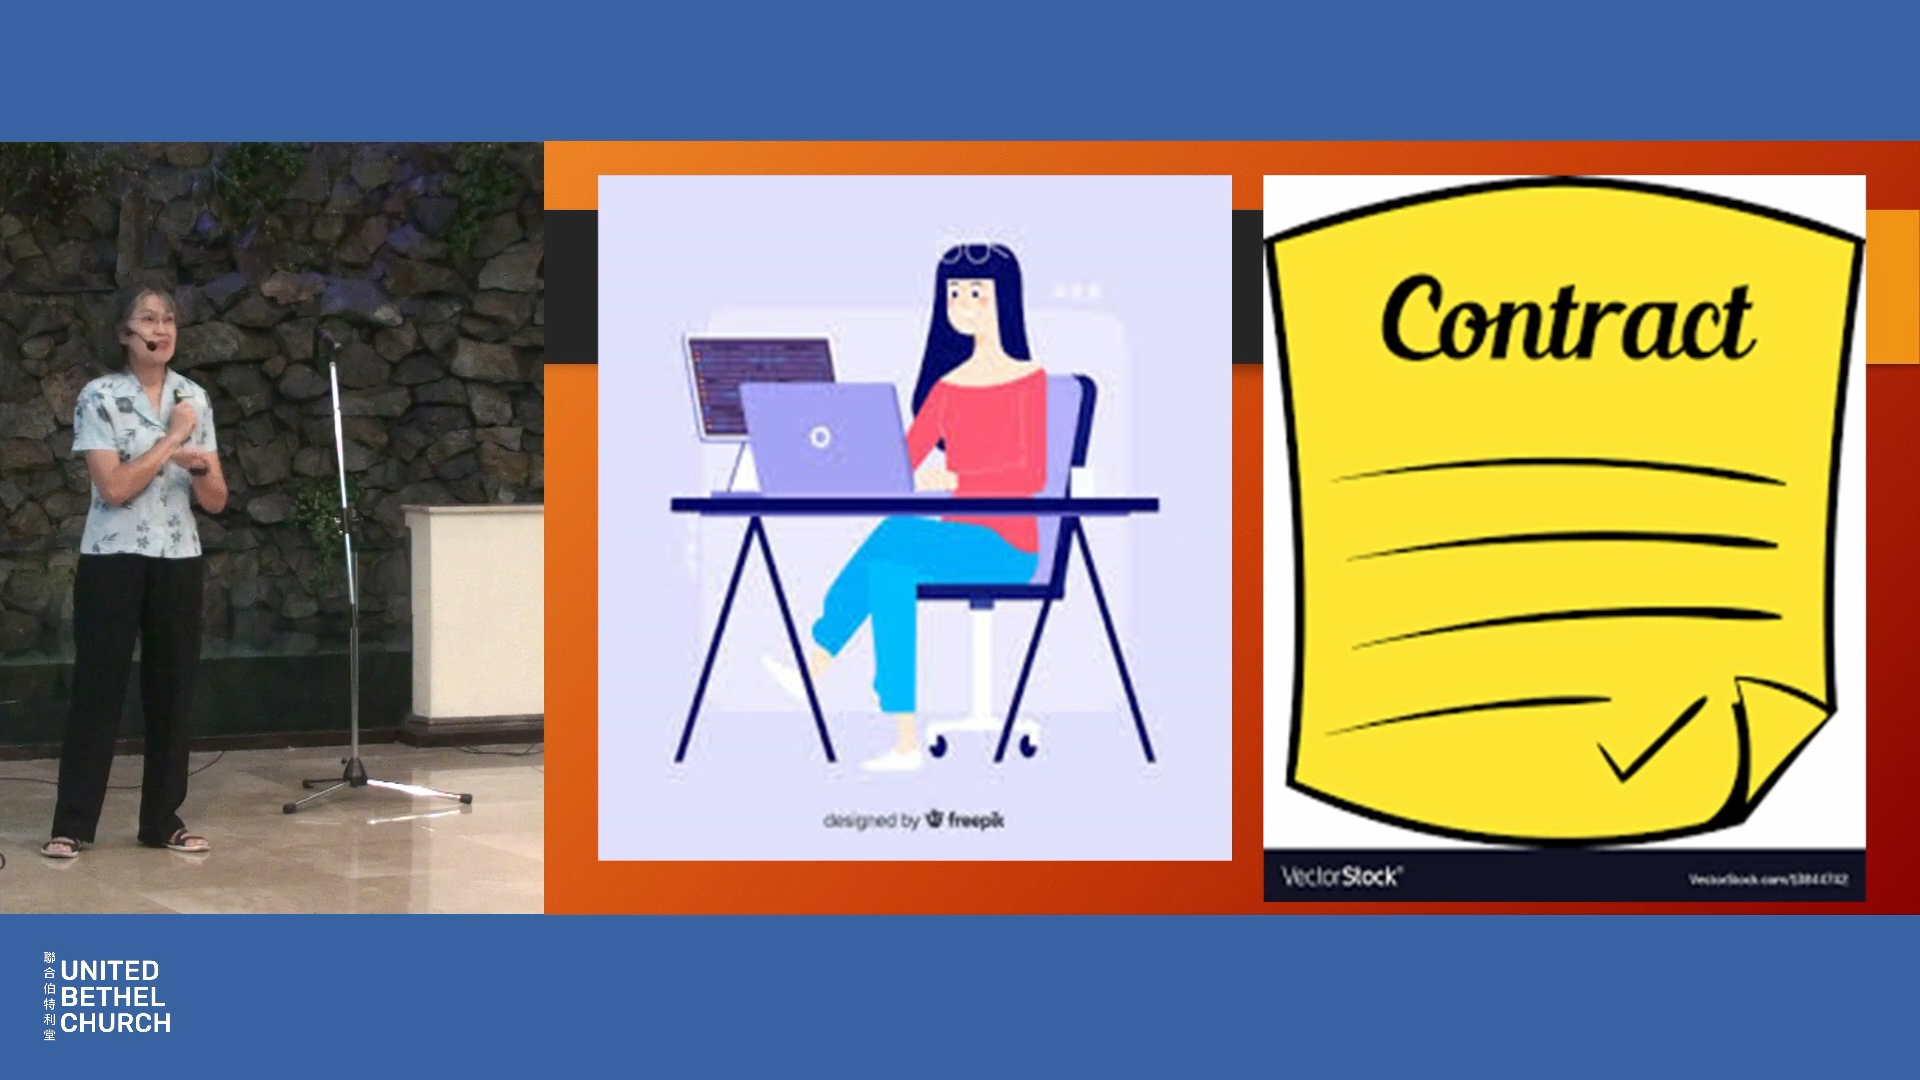 Contract
designed by freepik
VectorStock®
聯合伯特利堂
UNITED
BETHEL
CHURCH